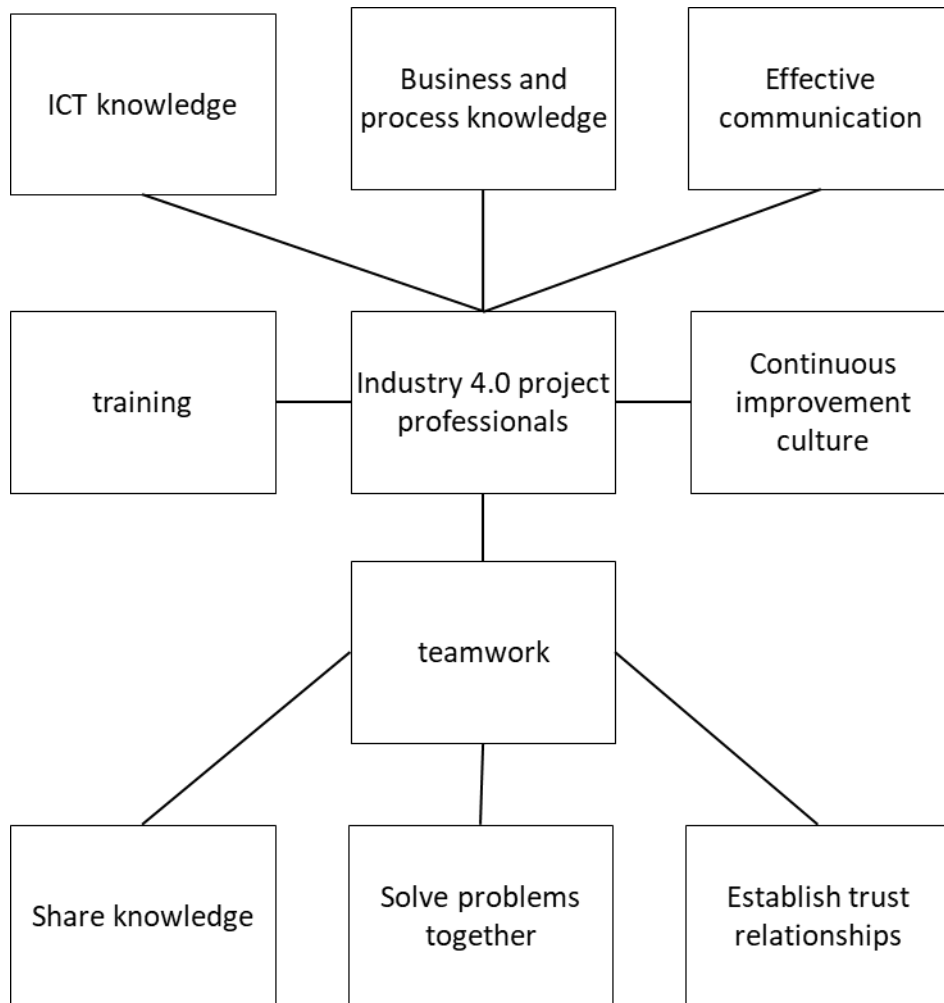 ICT knowledge
Business and
process knowledge
Effective
communication
training
Industry 4.0 project
professionals
Continuous
improvement
culture
teamwork
Share knowledge
Solve problems
together
Establish trust
relationships